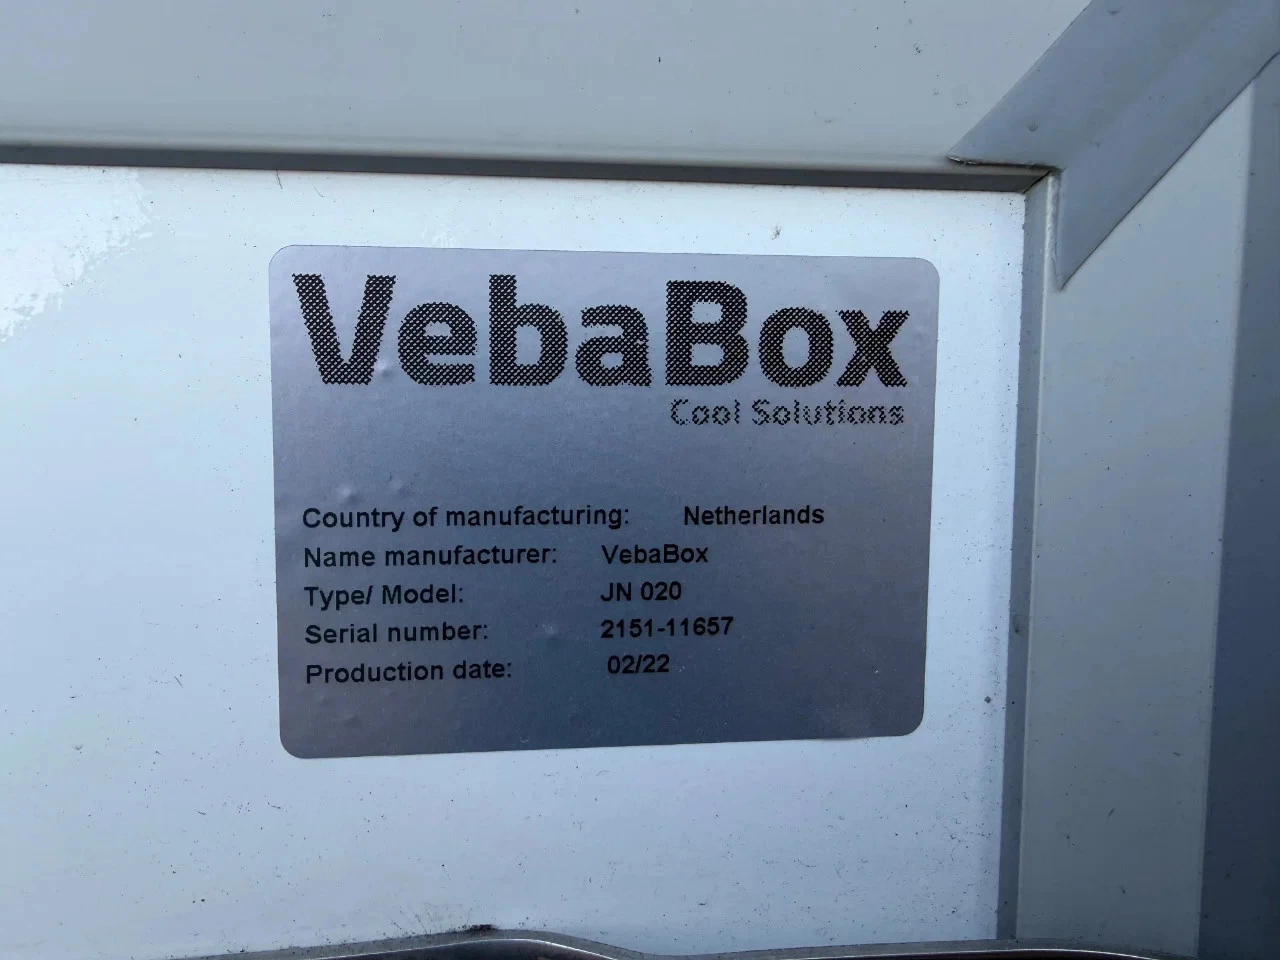 VebaBox
Cool Solutions
Country of manufacturing: Netherlands
Name manufacturer: VebaBox
Type/ Model: JN 020
Serial number: 2151-11657
Production date: 02/22